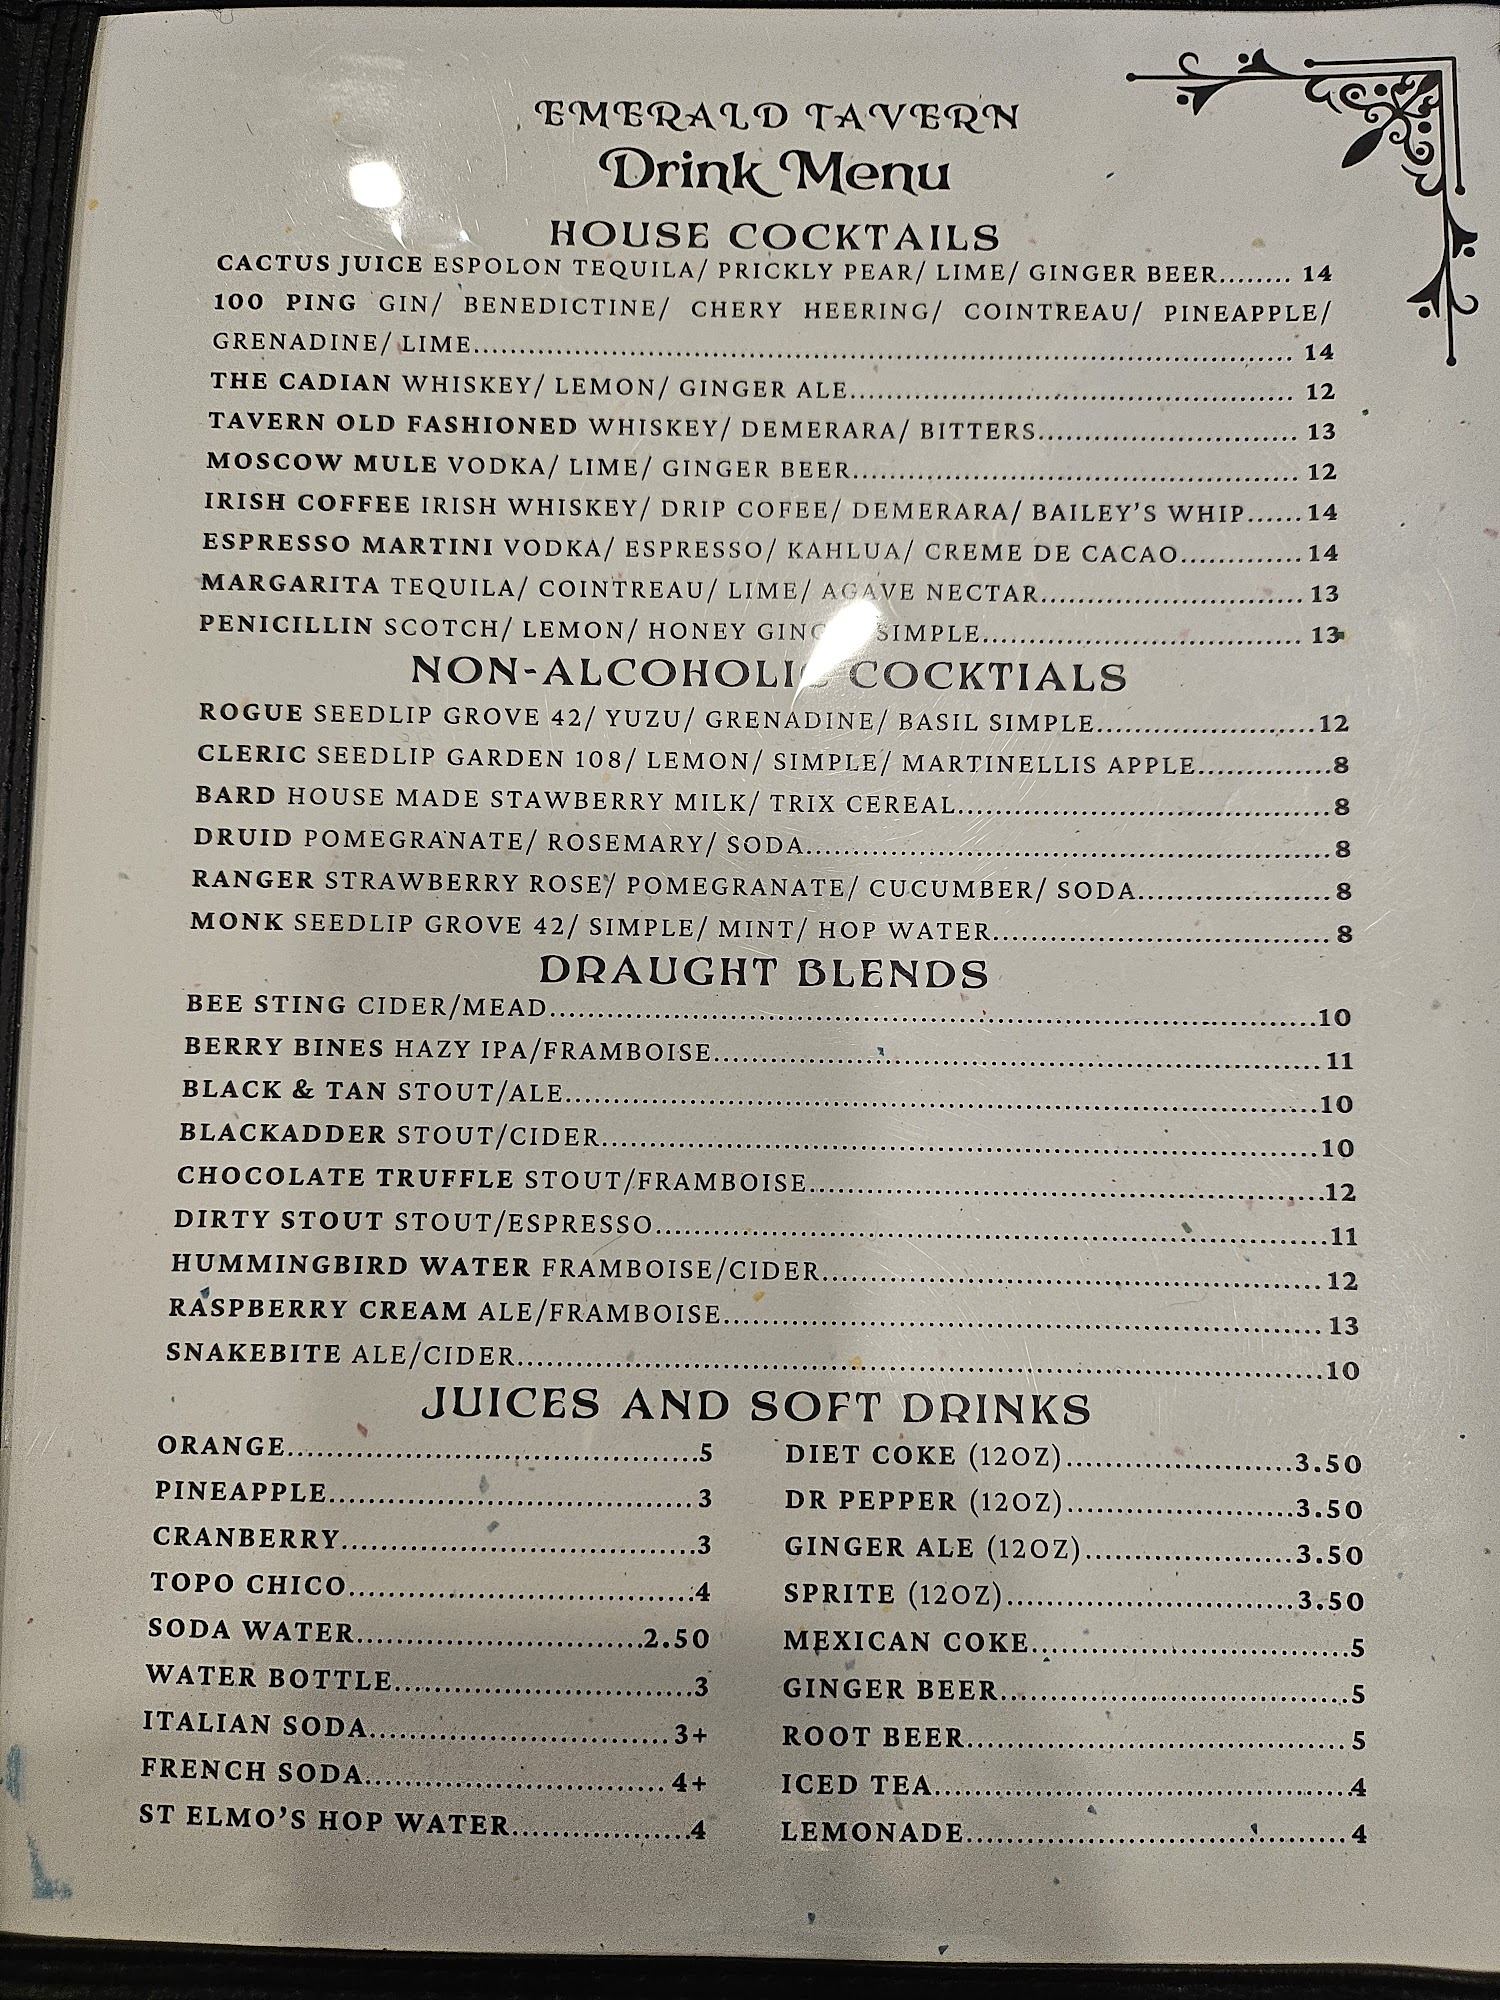 EMERALD TAVERN
Drink Menu
HOUSE COCKTAILS
CACTUS JUICE ESPOLON TEQUILA/ PRICKLY PEAR/ LIME/ GINGER BEER........ 14
100 PING GIN/ BENEDICTINE/ CHERY HEERING/ COINTREAU/ PINEAPPLE/
GRENADINE/ LIME........ 14
THE CADIAN WHISKEY/ LEMON/ GINGER ALE........ 12
TAVERN OLD FASHIONED WHISKEY/ DEMERARA/ BITTERS........ 13
MOSCOW MULE VODKA/ LIME/ GINGER BEER........ 12
IRISH COFFEE IRISH WHISKEY/ DRIP COFEE/ DEMERARA/ BAILEY'S WHIP...... 14
ESPRESSO MARTINI VODKA/ ESPRESSO/ KAHLUA/ CREME DE CACAO........ 14
MARGARITA TEQUILA/ COINTREAU/ LIME/ AGAVE NECTAR........ 13
PENICILLIN SCOTCH/ LEMON/ HONEY SIMPLE........ 13
NON-ALCOHOLIC COCKTIALS
ROGUE SEEDLIP GROVE 42/ YUZU/ GRENADINE/ BASIL SIMPLE........12
CLERIC SEEDLIP GARDEN 108/ LEMON/ SIMPLE/ MARTINELLIS APPLE........8
BARD HOUSE MADE STAWBERRY MILK/ TRIX CEREAL........8
DRUID POMEGRANATE/ ROSEMARY/ SODA........8
RANGER STRAWBERRY ROSE/ POMEGRANATE/ CUCUMBER/ SODA........8
MONK SEEDLIP GROVE 42/ SIMPLE/ MINT/ HOP WATER........8
DRAUGHT BLENDS
BEE STING CIDER/MEAD........10
BERRY BINES HAZY IPA/FRAMBOISE........11
BLACK & TAN STOUT/ALE........10
BLACKADDER STOUT/CIDER........10
CHOCOLATE TRUFFLE STOUT/FRAMBOISE........12
DIRTY STOUT STOUT/ESPRESSO........11
HUMMINGBIRD WATER FRAMBOISE/CIDER........12
RASPBERRY CREAM ALE/FRAMBOISE........13
SNAKEBITE ALE/CIDER........10
JUICES AND SOFT DRINKS
ORANGE........5
PINEAPPLE........3
CRANBERRY........3
TOPO CHICO........4
SODA WATER........2.50
WATER BOTTLE........3
ITALIAN SODA........3+
FRENCH SODA........4+
ST ELMO'S HOP WATER........4
DIET COKE (12OZ)........3.50
DR PEPPER (12OZ)........3.50
GINGER ALE (12OZ)........3.50
SPRITE (12OZ)........3.50
MEXICAN COKE........5
GINGER BEER........5
ROOT BEER........5
ICED TEA........4
LEMONADE........4